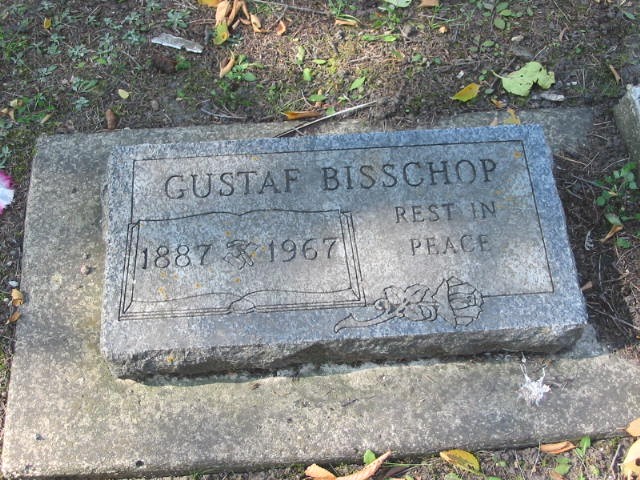 GUSTAF BISSCHOP
1887 1967
REST IN
PEACE